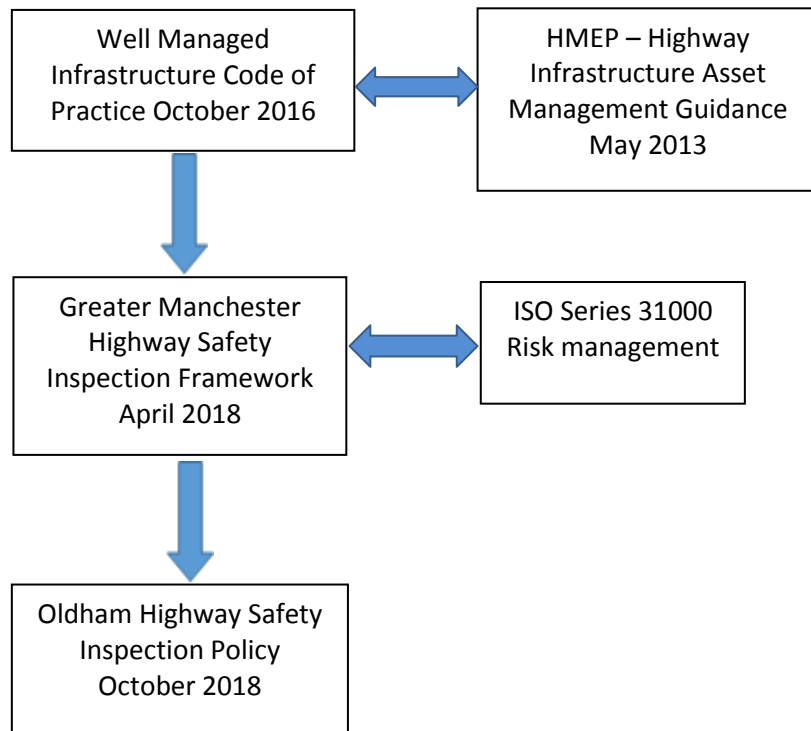 Well Managed
Infrastructure Code of
Practice October 2016
HMEP – Highway
Infrastructure Asset
Management Guidance
May 2013
Greater Manchester
Highway Safety
Inspection Framework
April 2018
ISO Series 31000
Risk management
Oldham Highway Safety
Inspection Policy
October 2018